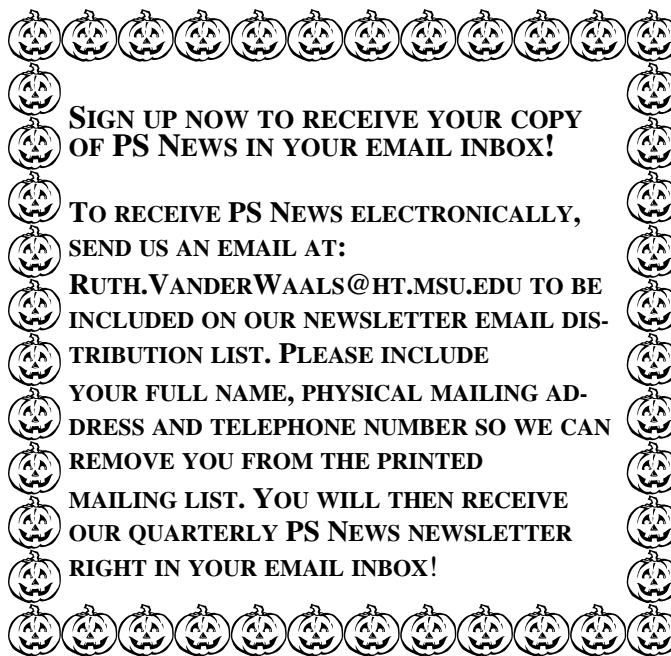 SIGN UP NOW TO RECEIVE YOUR COPY
OF PS NEWS IN YOUR EMAIL INBOX!
TO RECEIVE PS NEWS ELECTRONICALLY,
SEND US AN EMAIL AT:
RUTH.VANDERWAALS@HT.MSU.EDU TO BE
INCLUDED ON OUR NEWSLETTER EMAIL DIS-
TRIBUTION LIST. PLEASE INCLUDE
YOUR FULL NAME, PHYSICAL MAILING AD-
DRESS AND TELEPHONE NUMBER SO WE CAN
REMOVE YOU FROM THE PRINTED
MAILING LIST. YOU WILL THEN RECEIVE
OUR QUARTERLY PS NEWS NEWSLETTER
RIGHT IN YOUR EMAIL INBOX!